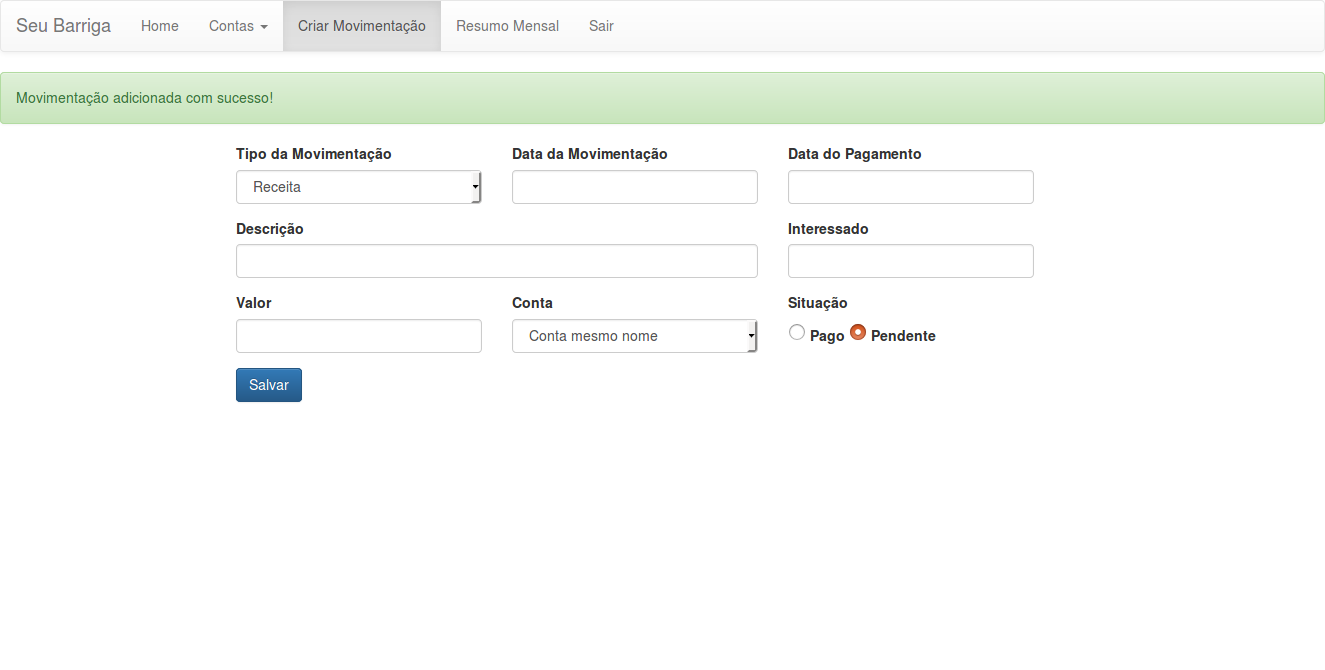 Seu Barriga Home Contas Criar Movimentação Resumo Mensal Sair
Movimentação adicionada com sucesso!
Tipo da Movimentação Data da Movimentação Data do Pagamento
Receita
Descrição Interessado
Valor Conta Situação
Conta mesmo nome Pago Pendente
Salvar